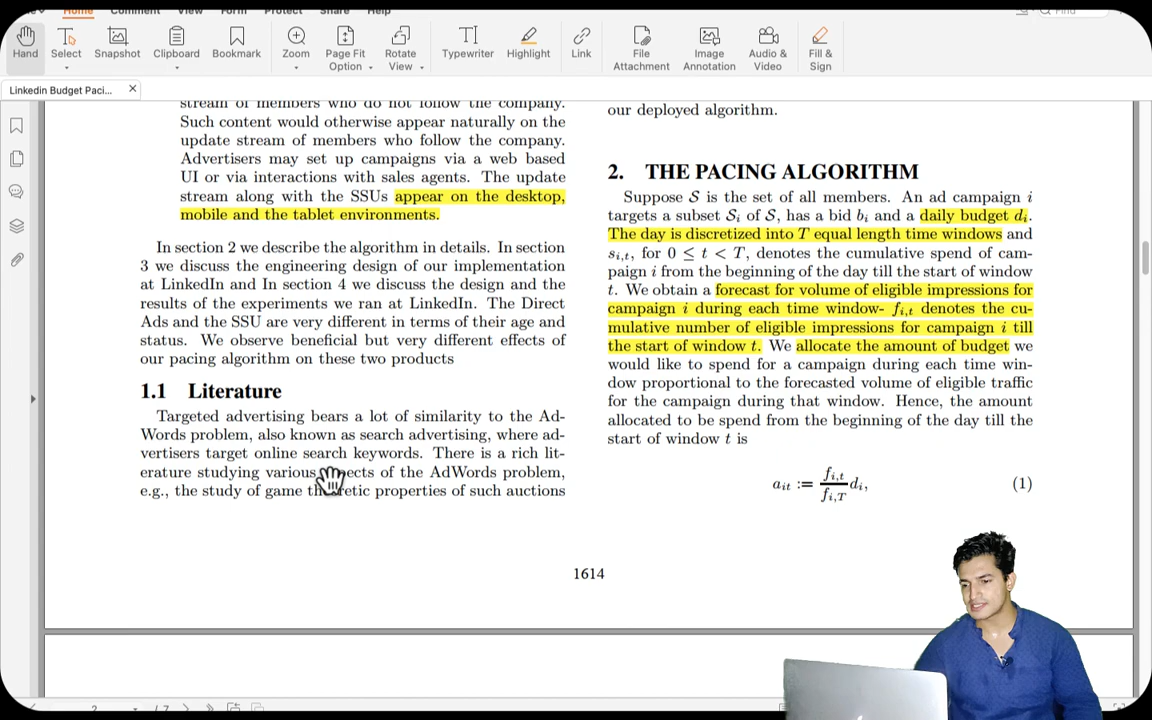 Home Comment View Form Protect Share Help
Find
Hand
Select
Snapshot
Clipboard
Bookmark
Zoom
Page Fit
Option
Rotate
View
Typewriter
Highlight
Link
File
Attachment
Image
Annotation
Audio &
Video
Fill &
Sign
Linkedin Budget Paci...
stream of members who do not follow the company.
Such content would otherwise appear naturally on the
update stream of members who follow the company.
Advertisers may set up campaigns via a web based
UI or via interactions with sales agents. The update
stream along with the SSUs appear on the desktop,
mobile and the tablet environments.
In section 2 we describe the algorithm in details. In section
3 we discuss the engineering design of our implementation
at LinkedIn and In section 4 we discuss the design and the
results of the experiments we ran at LinkedIn. The Direct
Ads and the SSU are very different in terms of their age and
status. We observe beneficial but very different effects of
our pacing algorithm on these two products
1.1 Literature
Targeted advertising bears a lot of similarity to the Ad-
Words problem, also known as search advertising, where ad-
vertisers target online search keywords. There is a rich lit-
erature studying various of the AdWords problem,
e.g., the study of game properties of such auctions
our deployed algorithm.
2. THE PACING ALGORITHM
Suppose S is the set of all members. An ad campaign i
targets a subset Si of S, has a bid bi and a daily budget di.
The day is discretized into T equal length time windows and
si,t, for 0 ≤ t < T, denotes the cumulative spend of cam-
paign i from the beginning of the day till the start of window
t. We obtain a forecast for volume of eligible impressions for
campaign i during each time window- fi,t denotes the cu-
mulative number of eligible impressions for campaign i till
the start of window t. We allocate the amount of budget we
would like to spend for a campaign during each time win-
dow proportional to the forecasted volume of eligible traffic
for the campaign during that window. Hence, the amount
allocated to be spend from the beginning of the day till the
start of window t is
ait := fi,t/fi,T di, (1)
1614